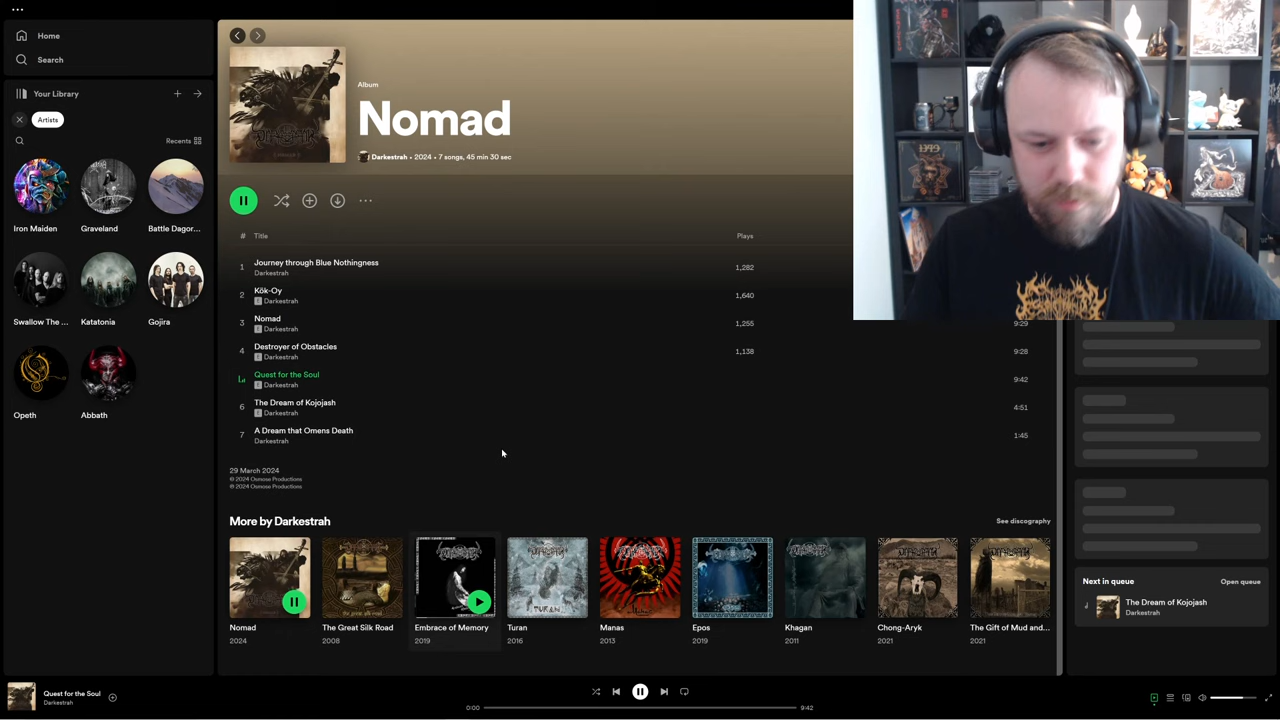 Home
Search
Your Library
Artists
Recents
Iron Maiden
Graveland
Battle Dagor...
Swallow The ...
Katatonia
Gojira
Opeth
Abbath
Album
Nomad
Darkestrah • 2024 • 7 songs, 45 min 30 sec
# Title Plays
1 Journey through Blue Nothingness 1,282
Darkestrah
2 Kök-Oy 1,640
Darkestrah
3 Nomad 1,255 9:29
Darkestrah
4 Destroyer of Obstacles 1,138 9:28
Darkestrah
Quest for the Soul 9:42
Darkestrah
6 The Dream of Kojojash 4:51
Darkestrah
7 A Dream that Omens Death 1:45
Darkestrah
29 March 2024
© 2024 Osmose Productions
℗ 2024 Osmose Productions
More by Darkestrah
See discography
Nomad
2024
The Great Silk Road
2008
Embrace of Memory
2019
Turan
2016
Manas
2013
Epos
2019
Khagan
2011
Chong-Aryk
2021
The Gift of Mud and...
2021
Next in queue
Open queue
The Dream of Kojojash
Darkestrah
Quest for the Soul
Darkestrah
0:00
9:42
TURAN
1349